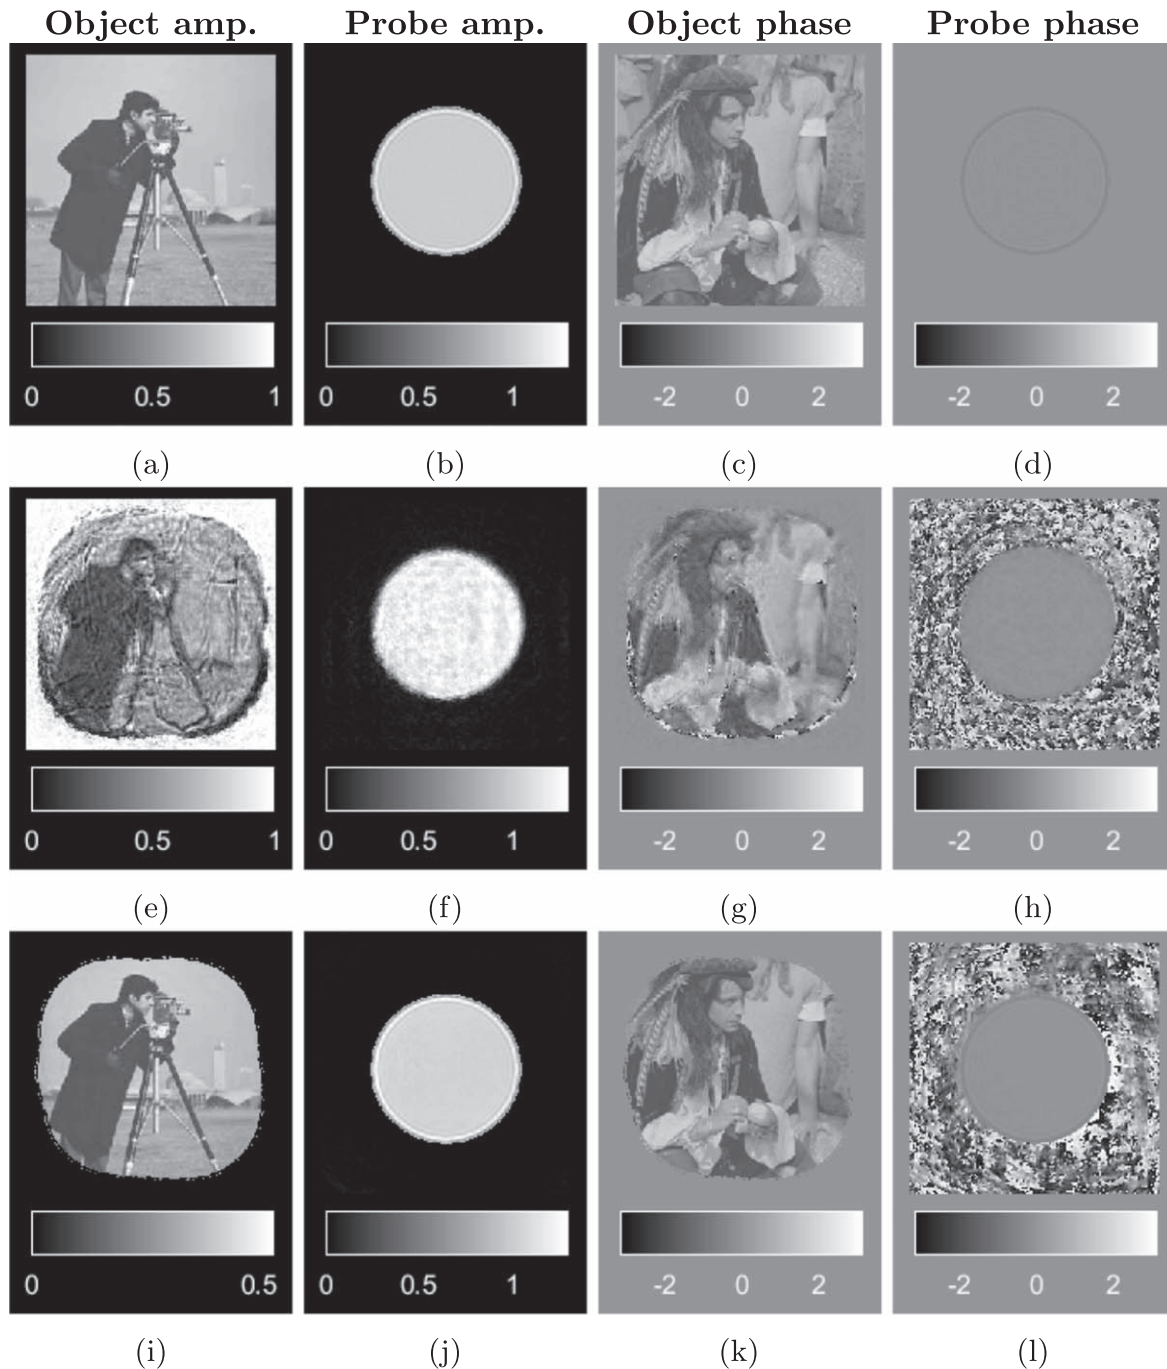 Object amp. Probe amp. Object phase Probe phase
0 0.5 1 0 0.5 1 -2 0 2 -2 0 2
(a) (b) (c) (d)
0 0.5 1 0 0.5 1 -2 0 2 -2 0 2
(e) (f) (g) (h)
0 0.5 0 0.5 1 -2 0 2 -2 0 2
(i) (j) (k) (l)